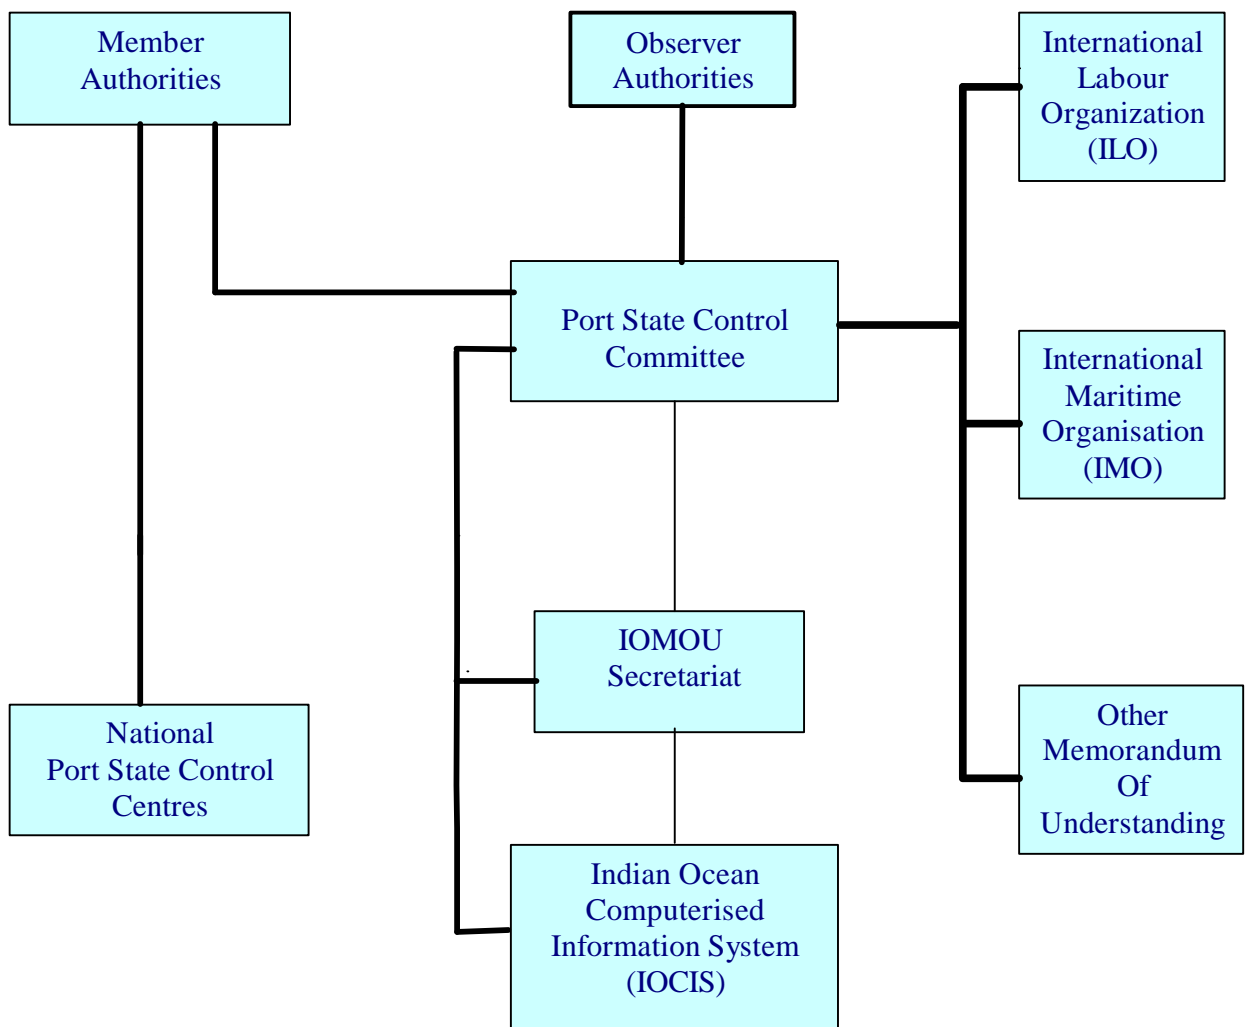 Member
Authorities
Observer
Authorities
International
Labour
Organization
(ILO)
Port State Control
Committee
International
Maritime
Organisation
(IMO)
IOMOU
Secretariat
National
Port State Control
Centres
Other
Memorandum
Of
Understanding
Indian Ocean
Computerised
Information System
(IOCIS)